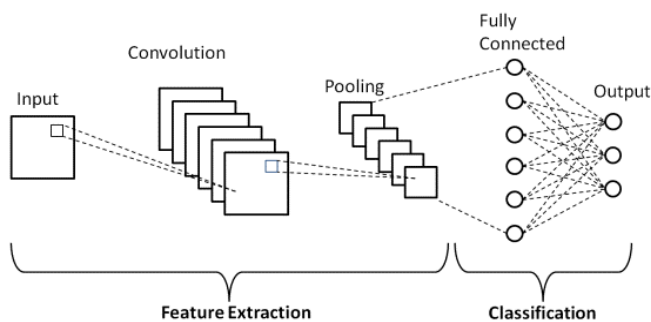 Input
Convolution
Pooling
Fully
Connected
Output
Feature Extraction
Classification